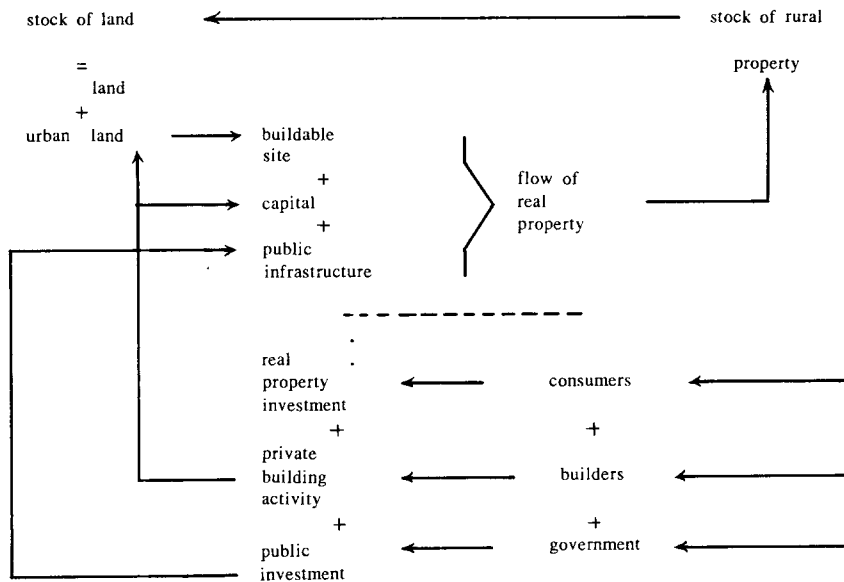 stock of land
stock of rural
property
=
land
+
urban land
buildable
site
+
capital
+
public
infrastructure
flow of
real
property
real
property
investment
consumers
+
+
private
building
activity
builders
+
+
public
investment
government